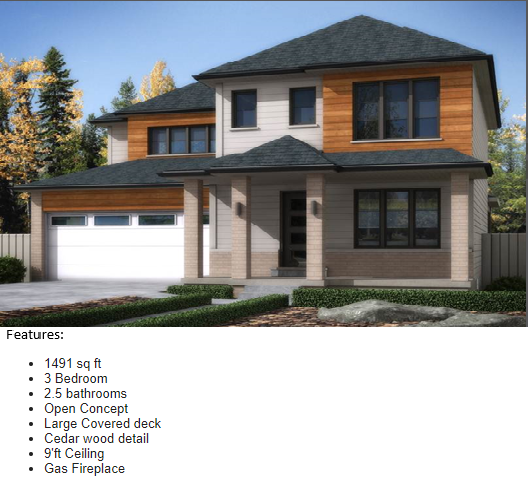 Features:
1491 sq ft
3 Bedroom
2.5 bathrooms
Open Concept
Large Covered deck
Cedar wood detail
9'ft Ceiling
Gas Fireplace